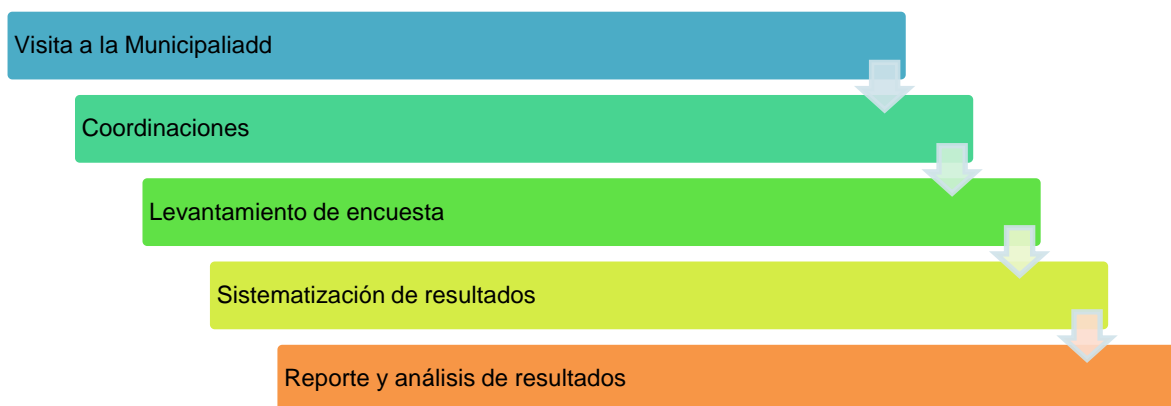 Visita a la Municipaliadd
Coordinaciones
Levantamiento de encuesta
Sistematización de resultados
Reporte y análisis de resultados